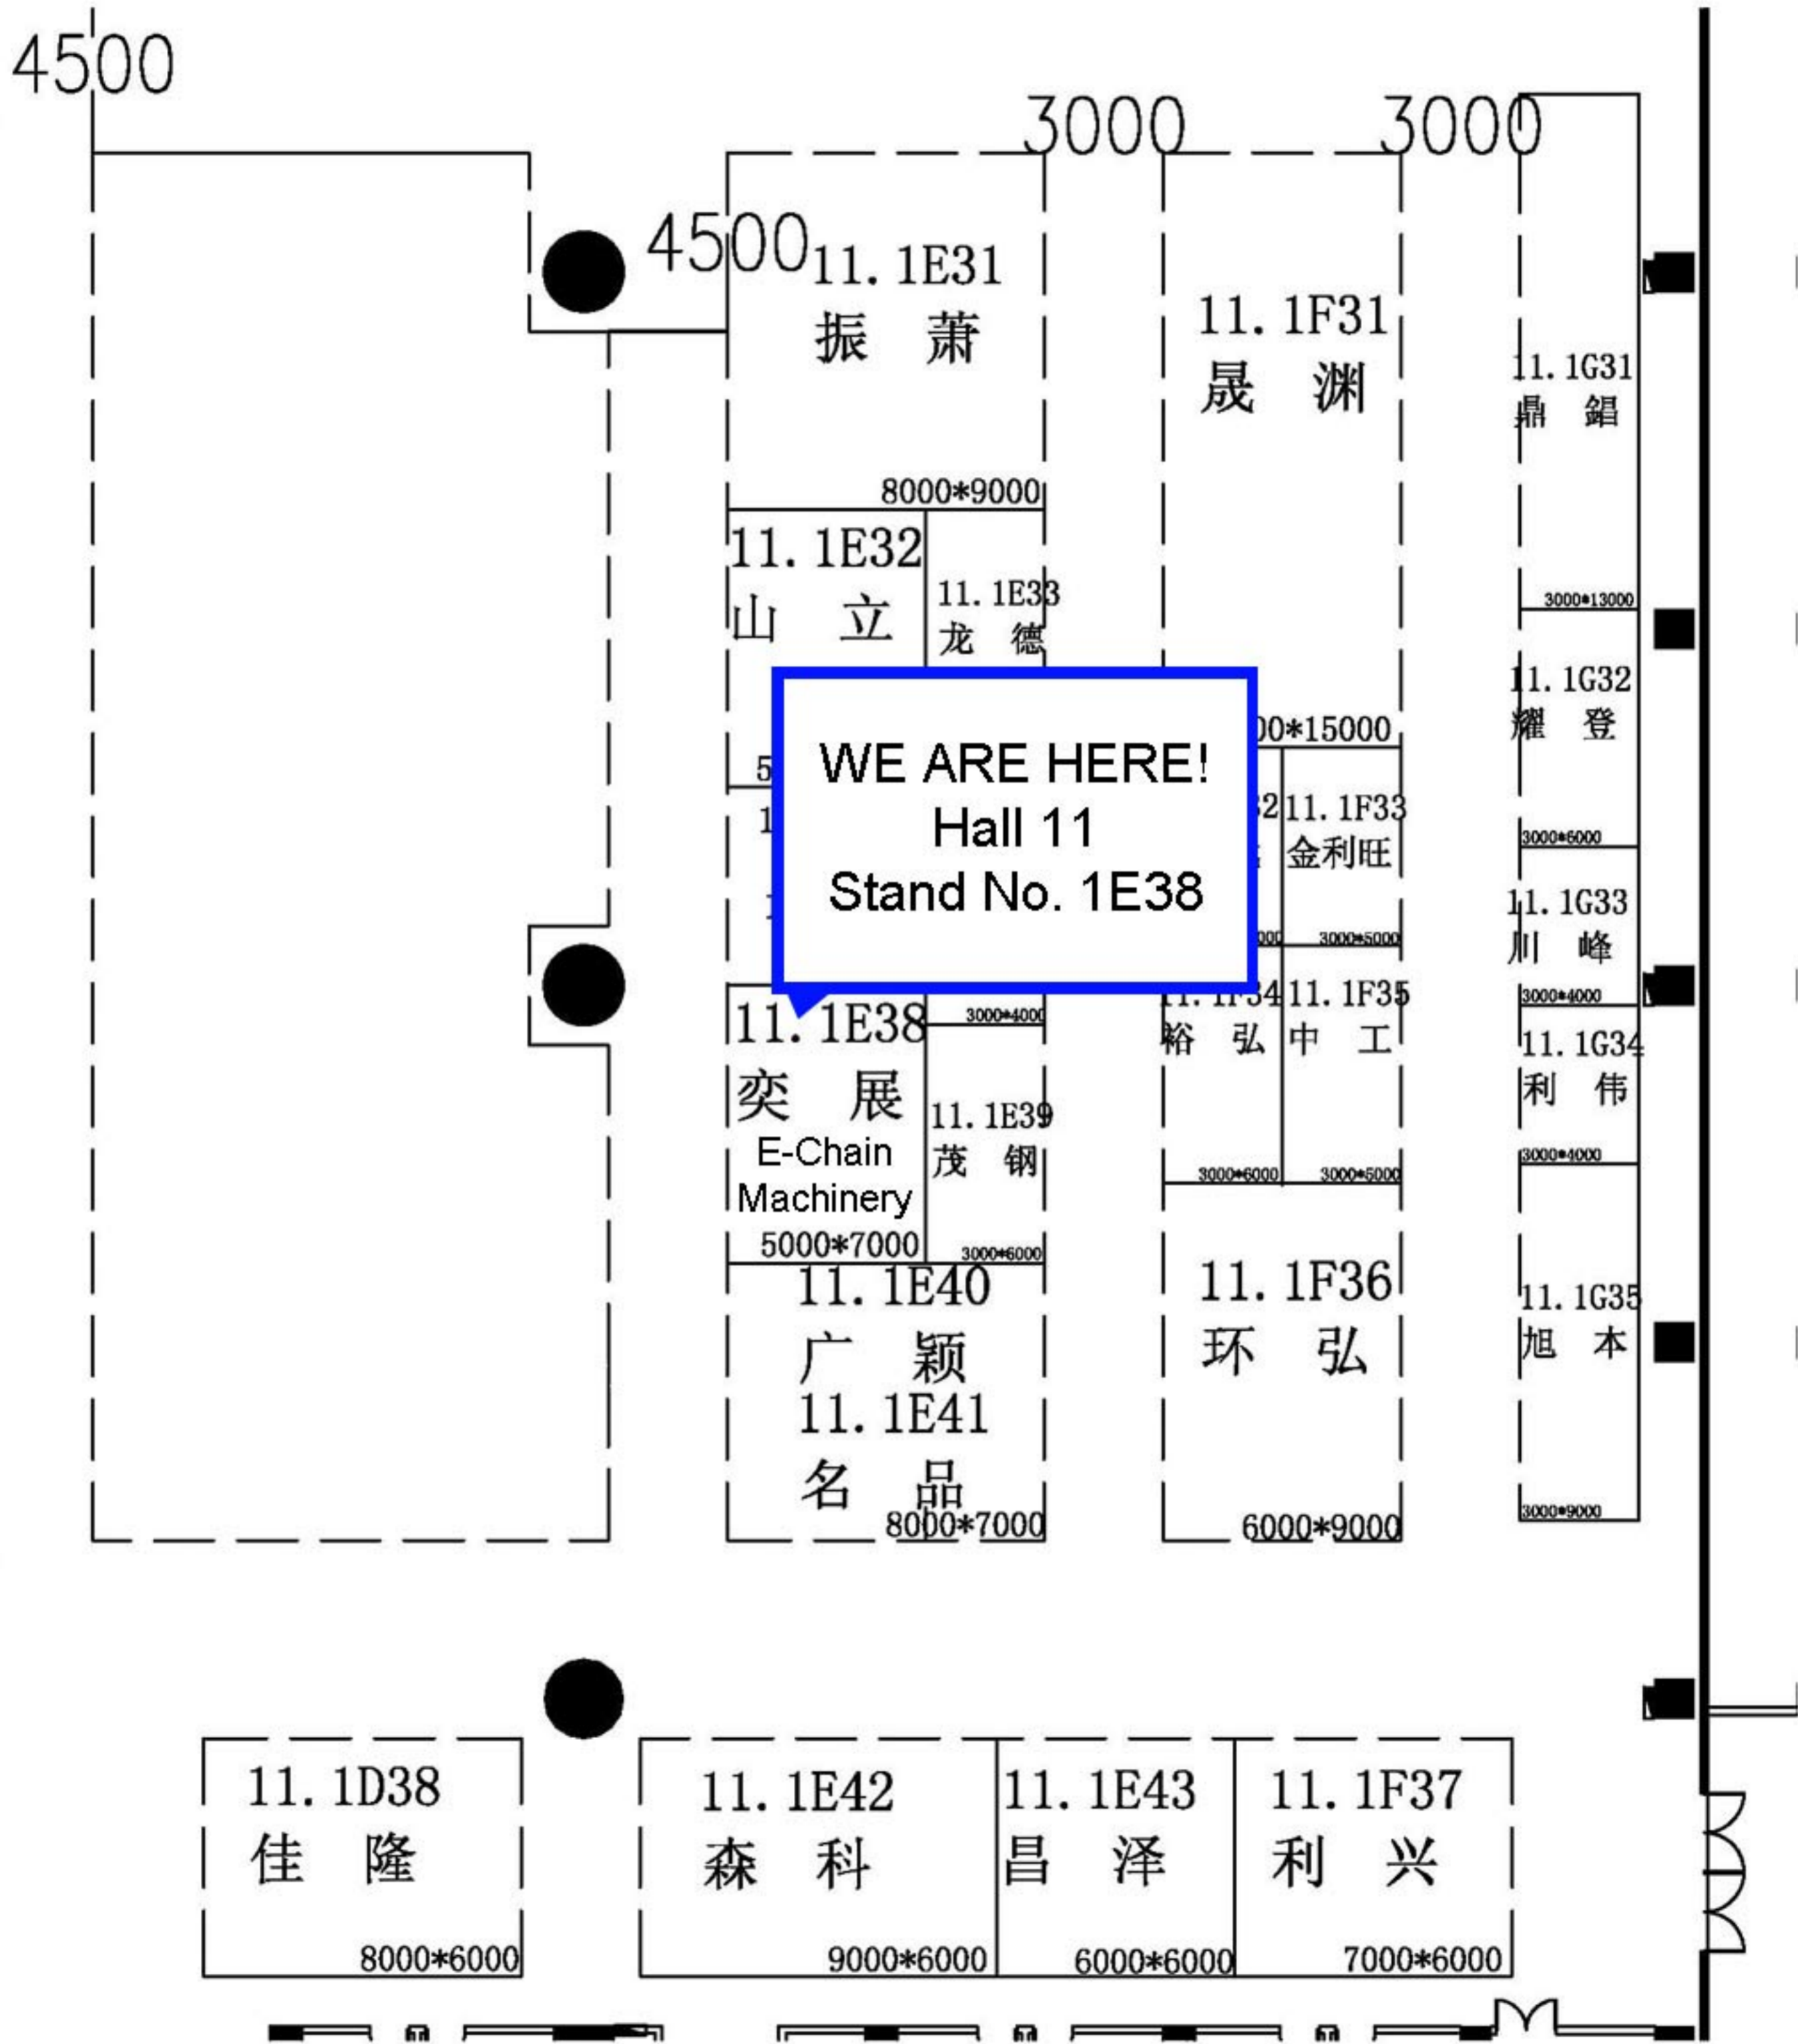 4500
3000
3000
4500
11.1E31
振 萧
8000*9000
11.1F31
晟 渊
11.1G31
鼎 錩
3000*13000
11.1E32
山 立
11.1E33
龙 德
WE ARE HERE!
Hall 11
Stand No. 1E38
00*15000
11.1F33
金利旺
3000*5000
11.1G32
耀 登
3000*6000
11.1G33
川 峰
3000*4000
11.1E38
奕 展
E-Chain
Machinery
5000*7000
3000*4000
11.1E39
茂 钢
3000*6000
11.1F34
裕 弘
3000*6000
11.1F35
中 工
3000*5000
11.1G34
利 伟
3000*4000
11.1E40
广 颖
11.1E41
名 品
8000*7000
11.1F36
环 弘
6000*9000
11.1G35
旭 本
3000*9000
11.1D38
佳 隆
8000*6000
11.1E42
森 科
9000*6000
11.1E43
昌 泽
6000*6000
11.1F37
利 兴
7000*6000